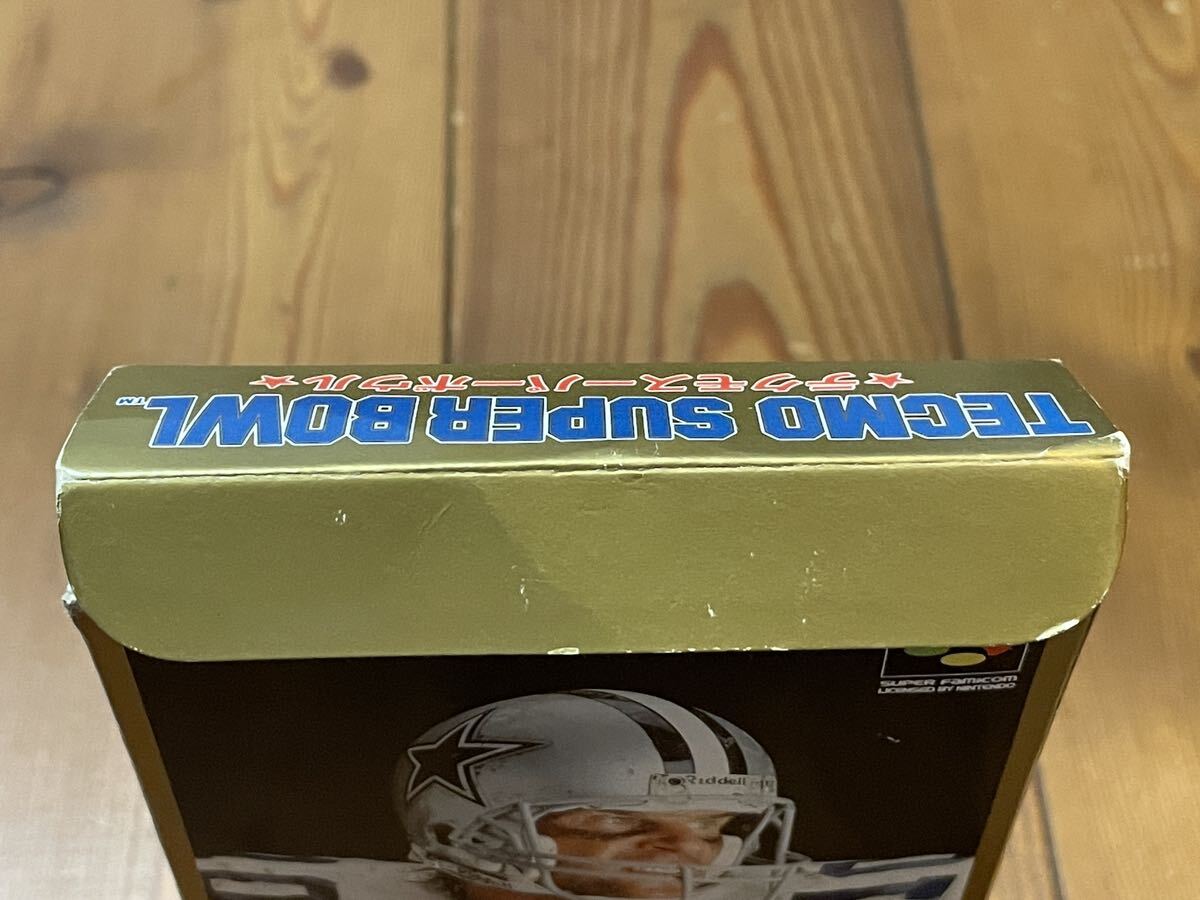 TECMO SUPER BOWL™
★テクモスーパーボウル★
SUPER FAMICOM
LICENSED BY NINTENDO
Riddell